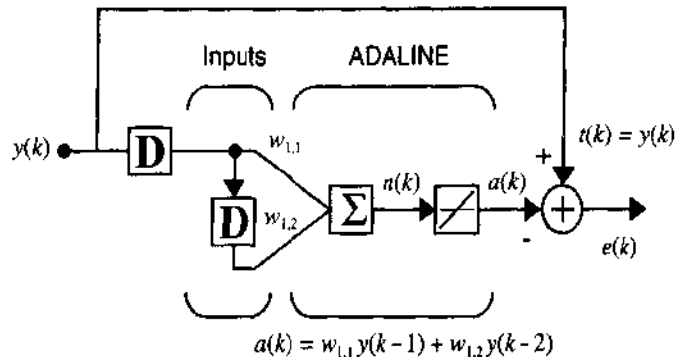 Inputs ADALINE
y(k) D w₁,₁ t(k) = y(k)
+
D w₁,₂ Σ n(k) a(k) +
-
e(k)
a(k) = w₁,₁ y(k−1) + w₁,₂ y(k−2)